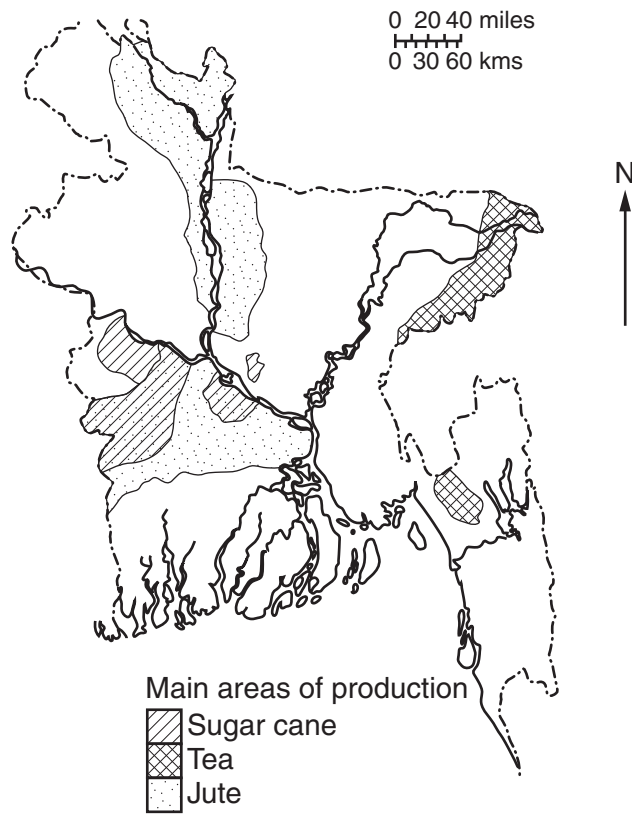 0 20 40 miles
0 30 60 kms
N
Main areas of production
Sugar cane
Tea
Jute